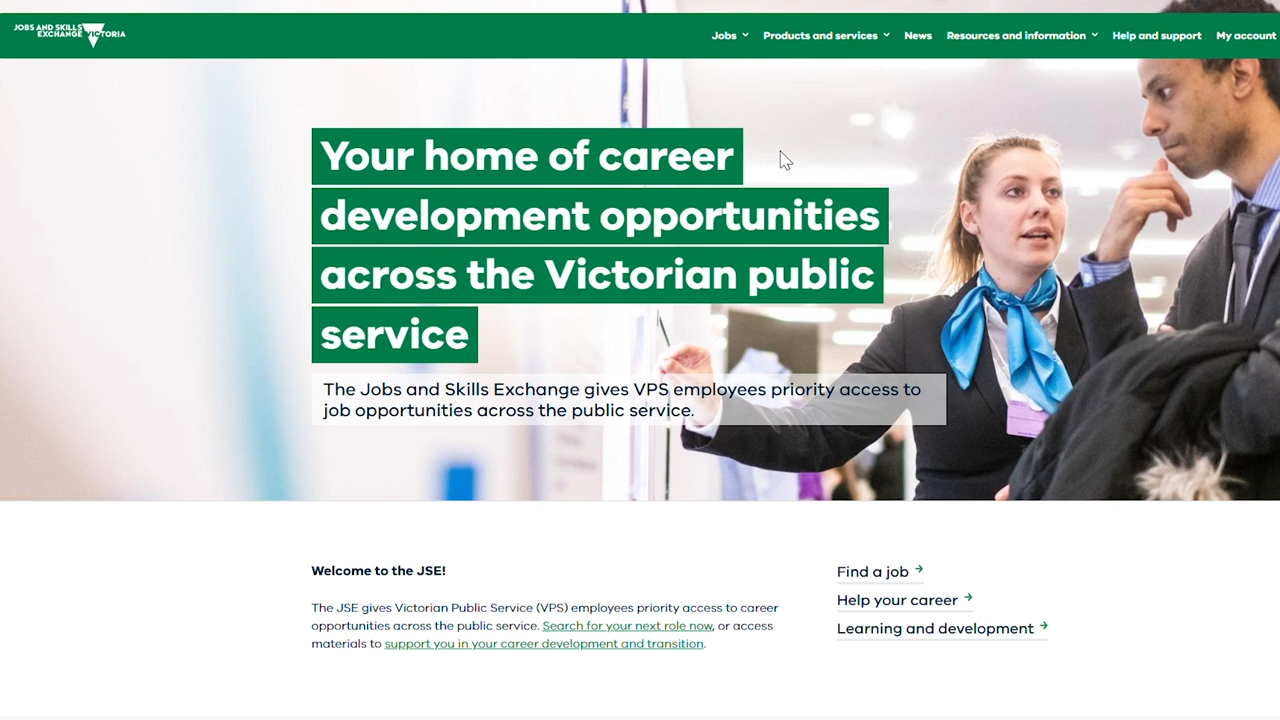 JOBS AND SKILLS
EXCHANGE VICTORIA
Jobs Products and services News Resources and information Help and support My account
Your home of career
development opportunities
across the Victorian public
service
The Jobs and Skills Exchange gives VPS employees priority access to
job opportunities across the public service.
Welcome to the JSE!
The JSE gives Victorian Public Service (VPS) employees priority access to career
opportunities across the public service. Search for your next role now, or access
materials to support you in your career development and transition.
Find a job
Help your career
Learning and development